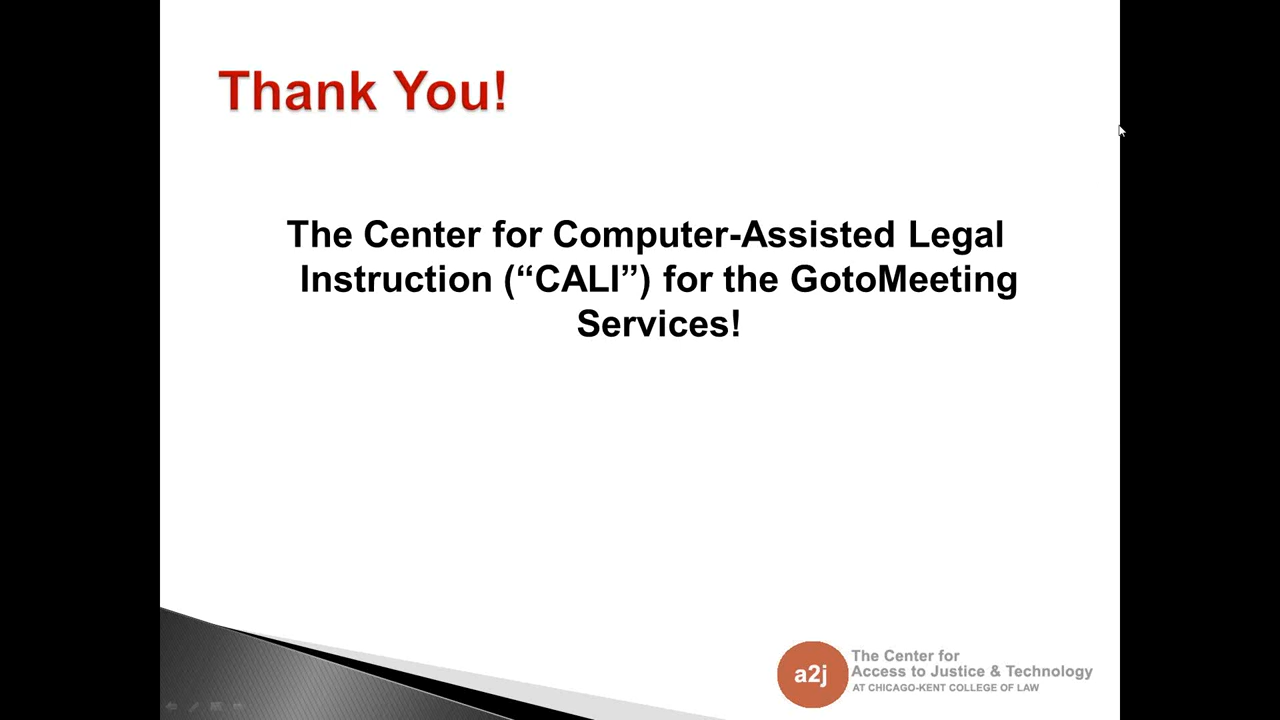 Thank You!
The Center for Computer-Assisted Legal
Instruction (“CALI”) for the GotoMeeting
Services!
a2j
The Center for
Access to Justice & Technology
AT CHICAGO-KENT COLLEGE OF LAW